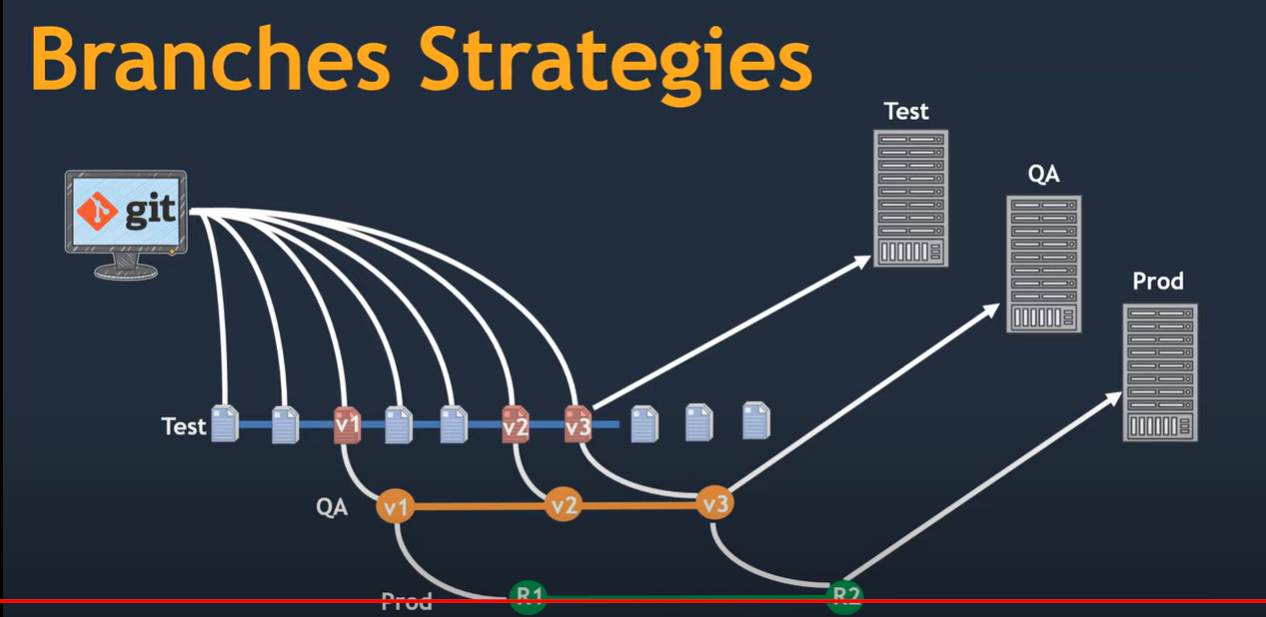 Branches Strategies
Test
QA
git
Prod
Test
v1
v2
v3
QA
v1
v2
v3
Prod
R1
R2